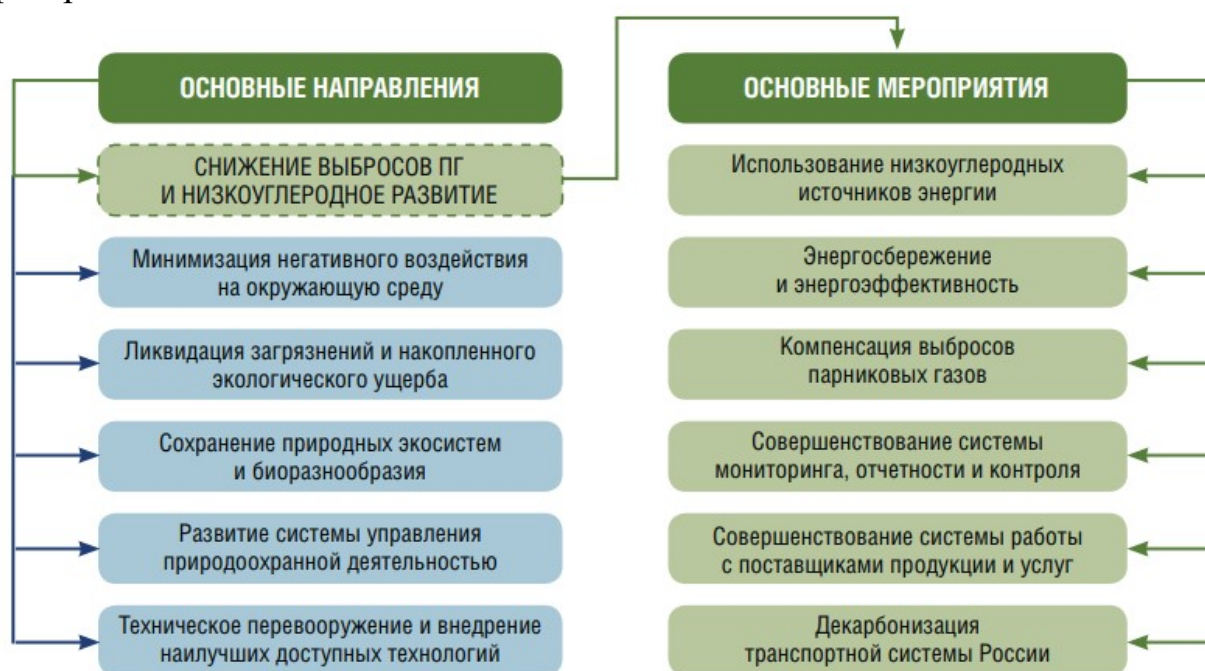 ОСНОВНЫЕ НАПРАВЛЕНИЯ
СНИЖЕНИЕ ВЫБРОСОВ ПГ
И НИЗКОУГЛЕРОДНОЕ РАЗВИТИЕ
Минимизация негативного воздействия
на окружающую среду
Ликвидация загрязнений и накопленного
экологического ущерба
Сохранение природных экосистем
и биоразнообразия
Развитие системы управления
природоохранной деятельностью
Техническое перевооружение и внедрение
наилучших доступных технологий
ОСНОВНЫЕ МЕРОПРИЯТИЯ
Использование низкоуглеродных
источников энергии
Энергосбережение
и энергоэффективность
Компенсация выбросов
парниковых газов
Совершенствование системы
мониторинга, отчетности и контроля
Совершенствование системы работы
с поставщиками продукции и услуг
Декарбонизация
транспортной системы России